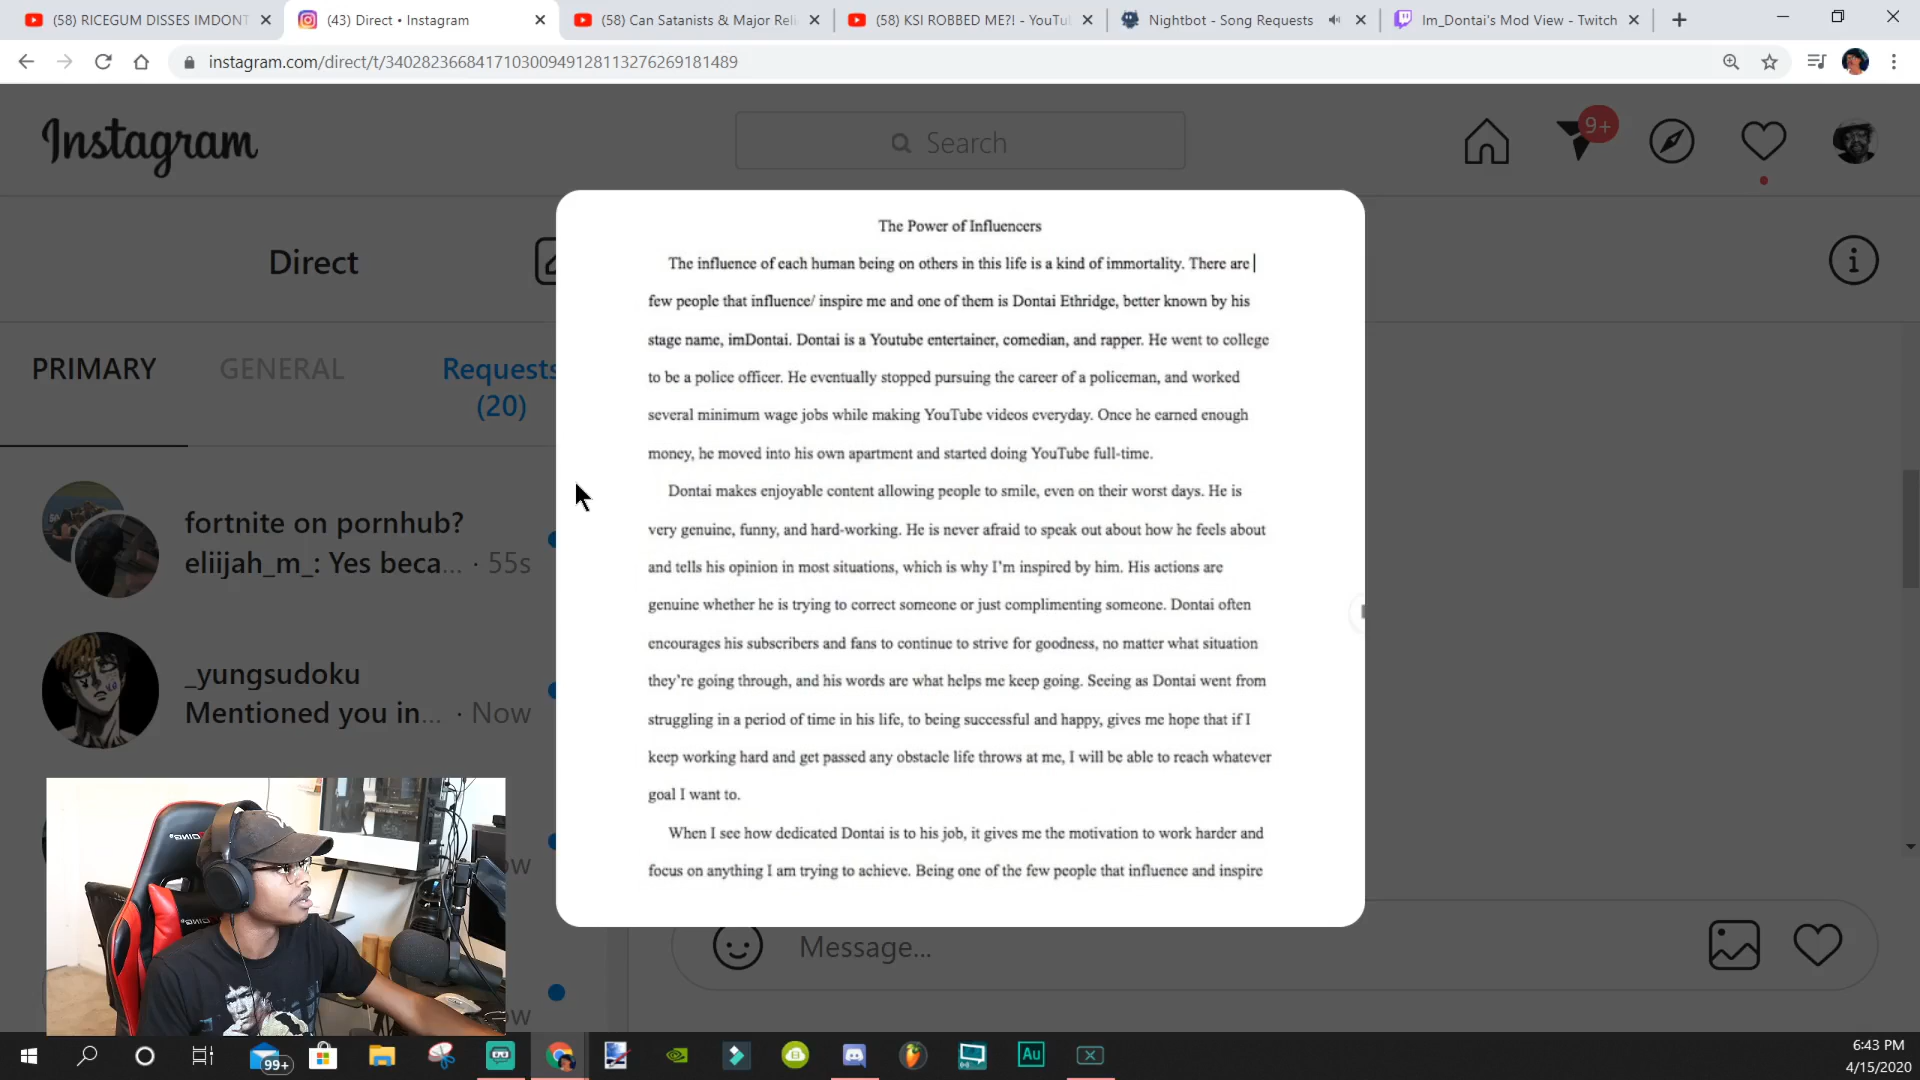 (58) RICEGUM DISSES IMDONT
(43) Direct • Instagram
(58) Can Satanists & Major Reli
(58) KSI ROBBED ME?! - YouTu
Nightbot - Song Requests
Im_Dontai's Mod View - Twitch
instagram.com/direct/t/340282366841710300949128113276269181489
Instagram
Search
9+
Direct
PRIMARY
GENERAL
Requests
(20)
fortnite on pornhub?
eliijah_m_: Yes beca... · 55s
_yungsudoku
Mentioned you in... · Now
The Power of Influencers
The influence of each human being on others in this life is a kind of immortality. There are
few people that influence/ inspire me and one of them is Dontai Ethridge, better known by his
stage name, imDontai. Dontai is a Youtube entertainer, comedian, and rapper. He went to college
to be a police officer. He eventually stopped pursuing the career of a policeman, and worked
several minimum wage jobs while making YouTube videos everyday. Once he earned enough
money, he moved into his own apartment and started doing YouTube full-time.
Dontai makes enjoyable content allowing people to smile, even on their worst days. He is
very genuine, funny, and hard-working. He is never afraid to speak out about how he feels about
and tells his opinion in most situations, which is why I'm inspired by him. His actions are
genuine whether he is trying to correct someone or just complimenting someone. Dontai often
encourages his subscribers and fans to continue to strive for goodness, no matter what situation
they're going through, and his words are what helps me keep going. Seeing as Dontai went from
struggling in a period of time in his life, to being successful and happy, gives me hope that if I
keep working hard and get passed any obstacle life throws at me, I will be able to reach whatever
goal I want to.
When I see how dedicated Dontai is to his job, it gives me the motivation to work harder and
focus on anything I am trying to achieve. Being one of the few people that influence and inspire
Message...
99+
Au
6:43 PM
4/15/2020